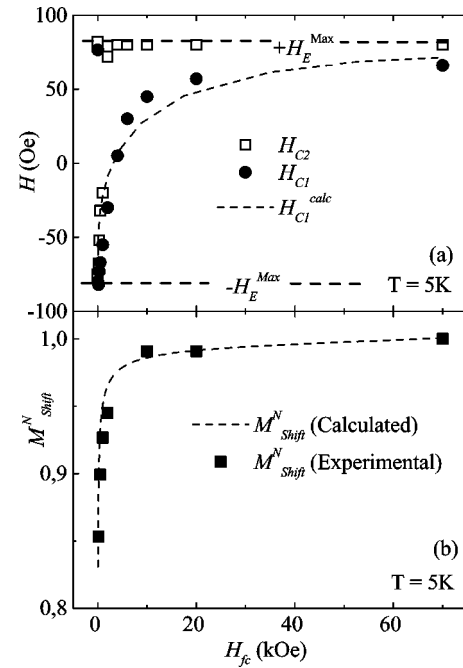 100
+H_E^Max
50
H (Oe)
0
H_C2
H_C1
-50
H_C1^calc
(a)
-H_E^Max
T = 5K
-100
1,0
M^N_Shift
M^N_Shift (Calculated)
0,9
M^N_Shift (Experimental)
(b)
T = 5K
0,8
0 20 40 60
H_fc (kOe)